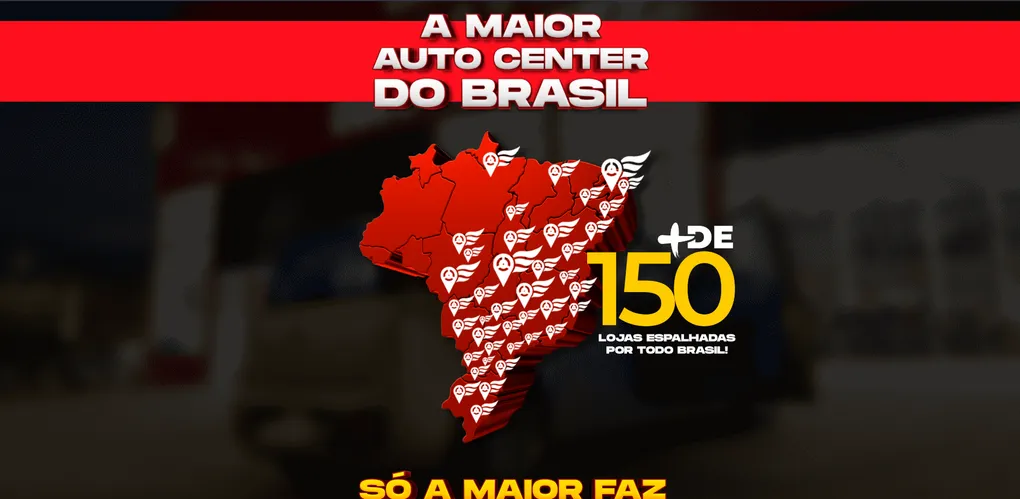 A MAIOR
AUTO CENTER
DO BRASIL
+DE
150
LOJAS ESPALHADAS
POR TODO BRASIL!
SÓ A MAIOR FAZ